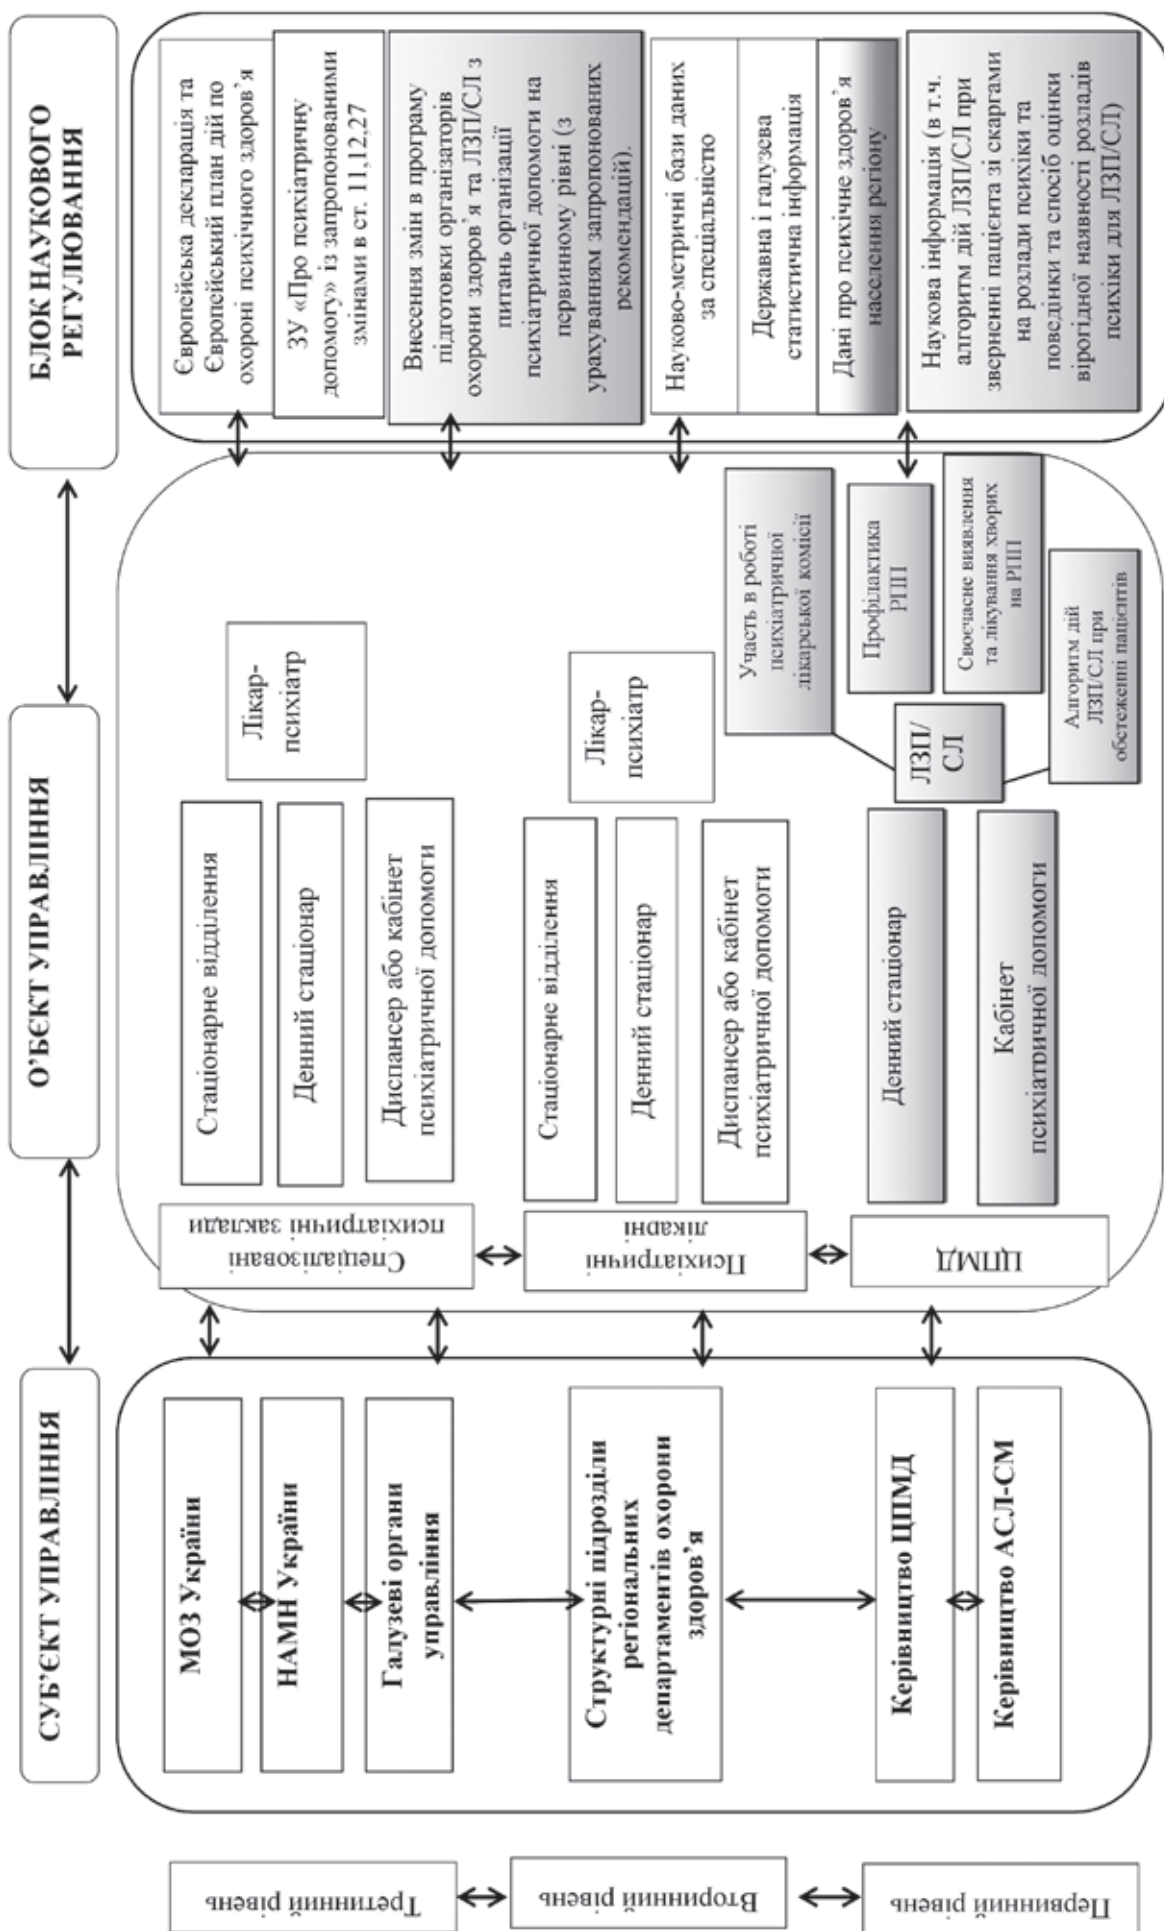 СУБ’ЄКТ УПРАВЛІННЯ
О’БЄКТ УПРАВЛІННЯ
БЛОК НАУКОВОГО
РЕГУЛЮВАННЯ
Третинний рівень
Вторинний рівень
Первинний рівень
МОЗ України
НАМН України
Галузеві органи
управління
Структурні підрозділи
регіональних
департаментів охорони
здоров’я
Керівництво ЦПМД
Керівництво АСЛ-СМ
Спеціалізовані
психіатричні заклади
Стаціонарне відділення
Денний стаціонар
Диспансер або кабінет
психіатричної допомоги
Лікар-
психіатр
Психіатричні
лікарні
Стаціонарне відділення
Денний стаціонар
Диспансер або кабінет
психіатричної допомоги
Лікар-
психіатр
ЦПМД
Денний стаціонар
Кабінет
психіатричної допомоги
ЛЗП/
СЛ
Участь в роботі
психіатричної
лікарської комісії
Профілактика
РПП
Своєчасне виявлення
та лікування хворих
на РПП
Алгоритм дій
ЛЗП/СЛ при
обстеженні пацієнтів
Європейська декларація та
Європейський план дій по
охороні психічного здоров`я
ЗУ «Про психіатричну
допомогу» із запропонованими
змінами в ст. 11,12,27
Внесення змін в програму
підготовки організаторів
охорони здоров`я та ЛЗП/СЛ з
питань організації
психіатричної допомоги на
первинному рівні (з
урахуванням запропонованих
рекомендацій).
Науково-метричні бази даних
за спеціальністю
Державна і галузева
статистична інформація
Дані про психічне здоров`я
населення регіону
Наукова інформація (в т.ч.
алгоритм дій ЛЗП/СЛ при
зверненні пацієнта зі скаргами
на розлади психіки та
поведінки та спосіб оцінки
вірогідної наявності розладів
психіки для ЛЗП/СЛ)